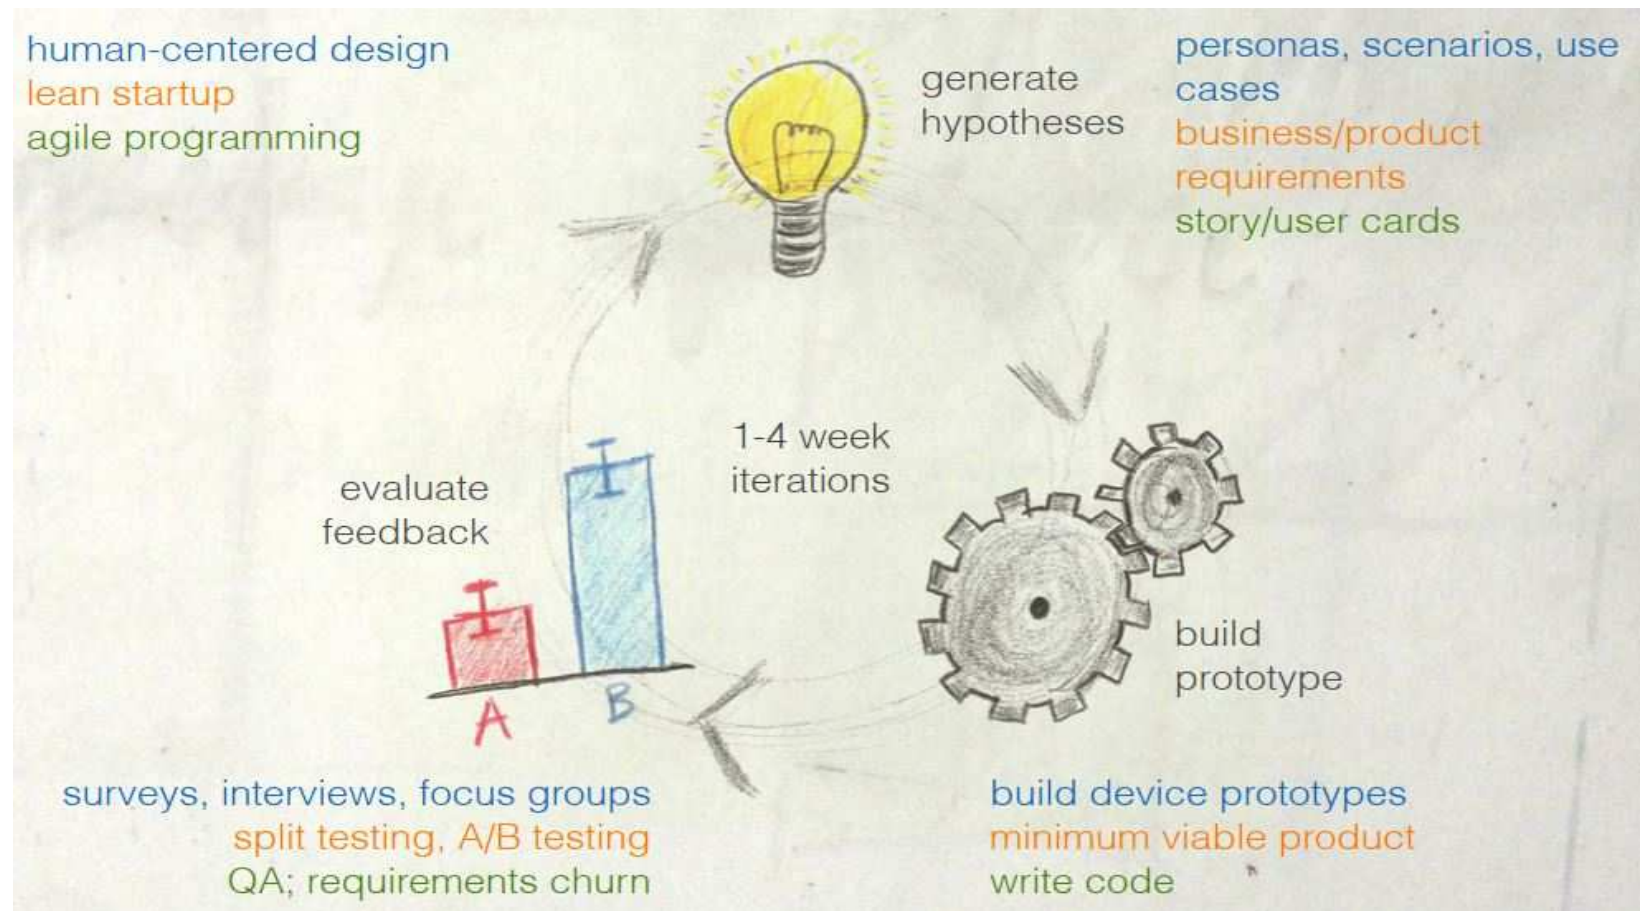 human-centered design
lean startup
agile programming
generate
hypotheses
personas, scenarios, use
cases
business/product
requirements
story/user cards
1-4 week
iterations
evaluate
feedback
A
B
build
prototype
surveys, interviews, focus groups
split testing, A/B testing
QA; requirements churn
build device prototypes
minimum viable product
write code